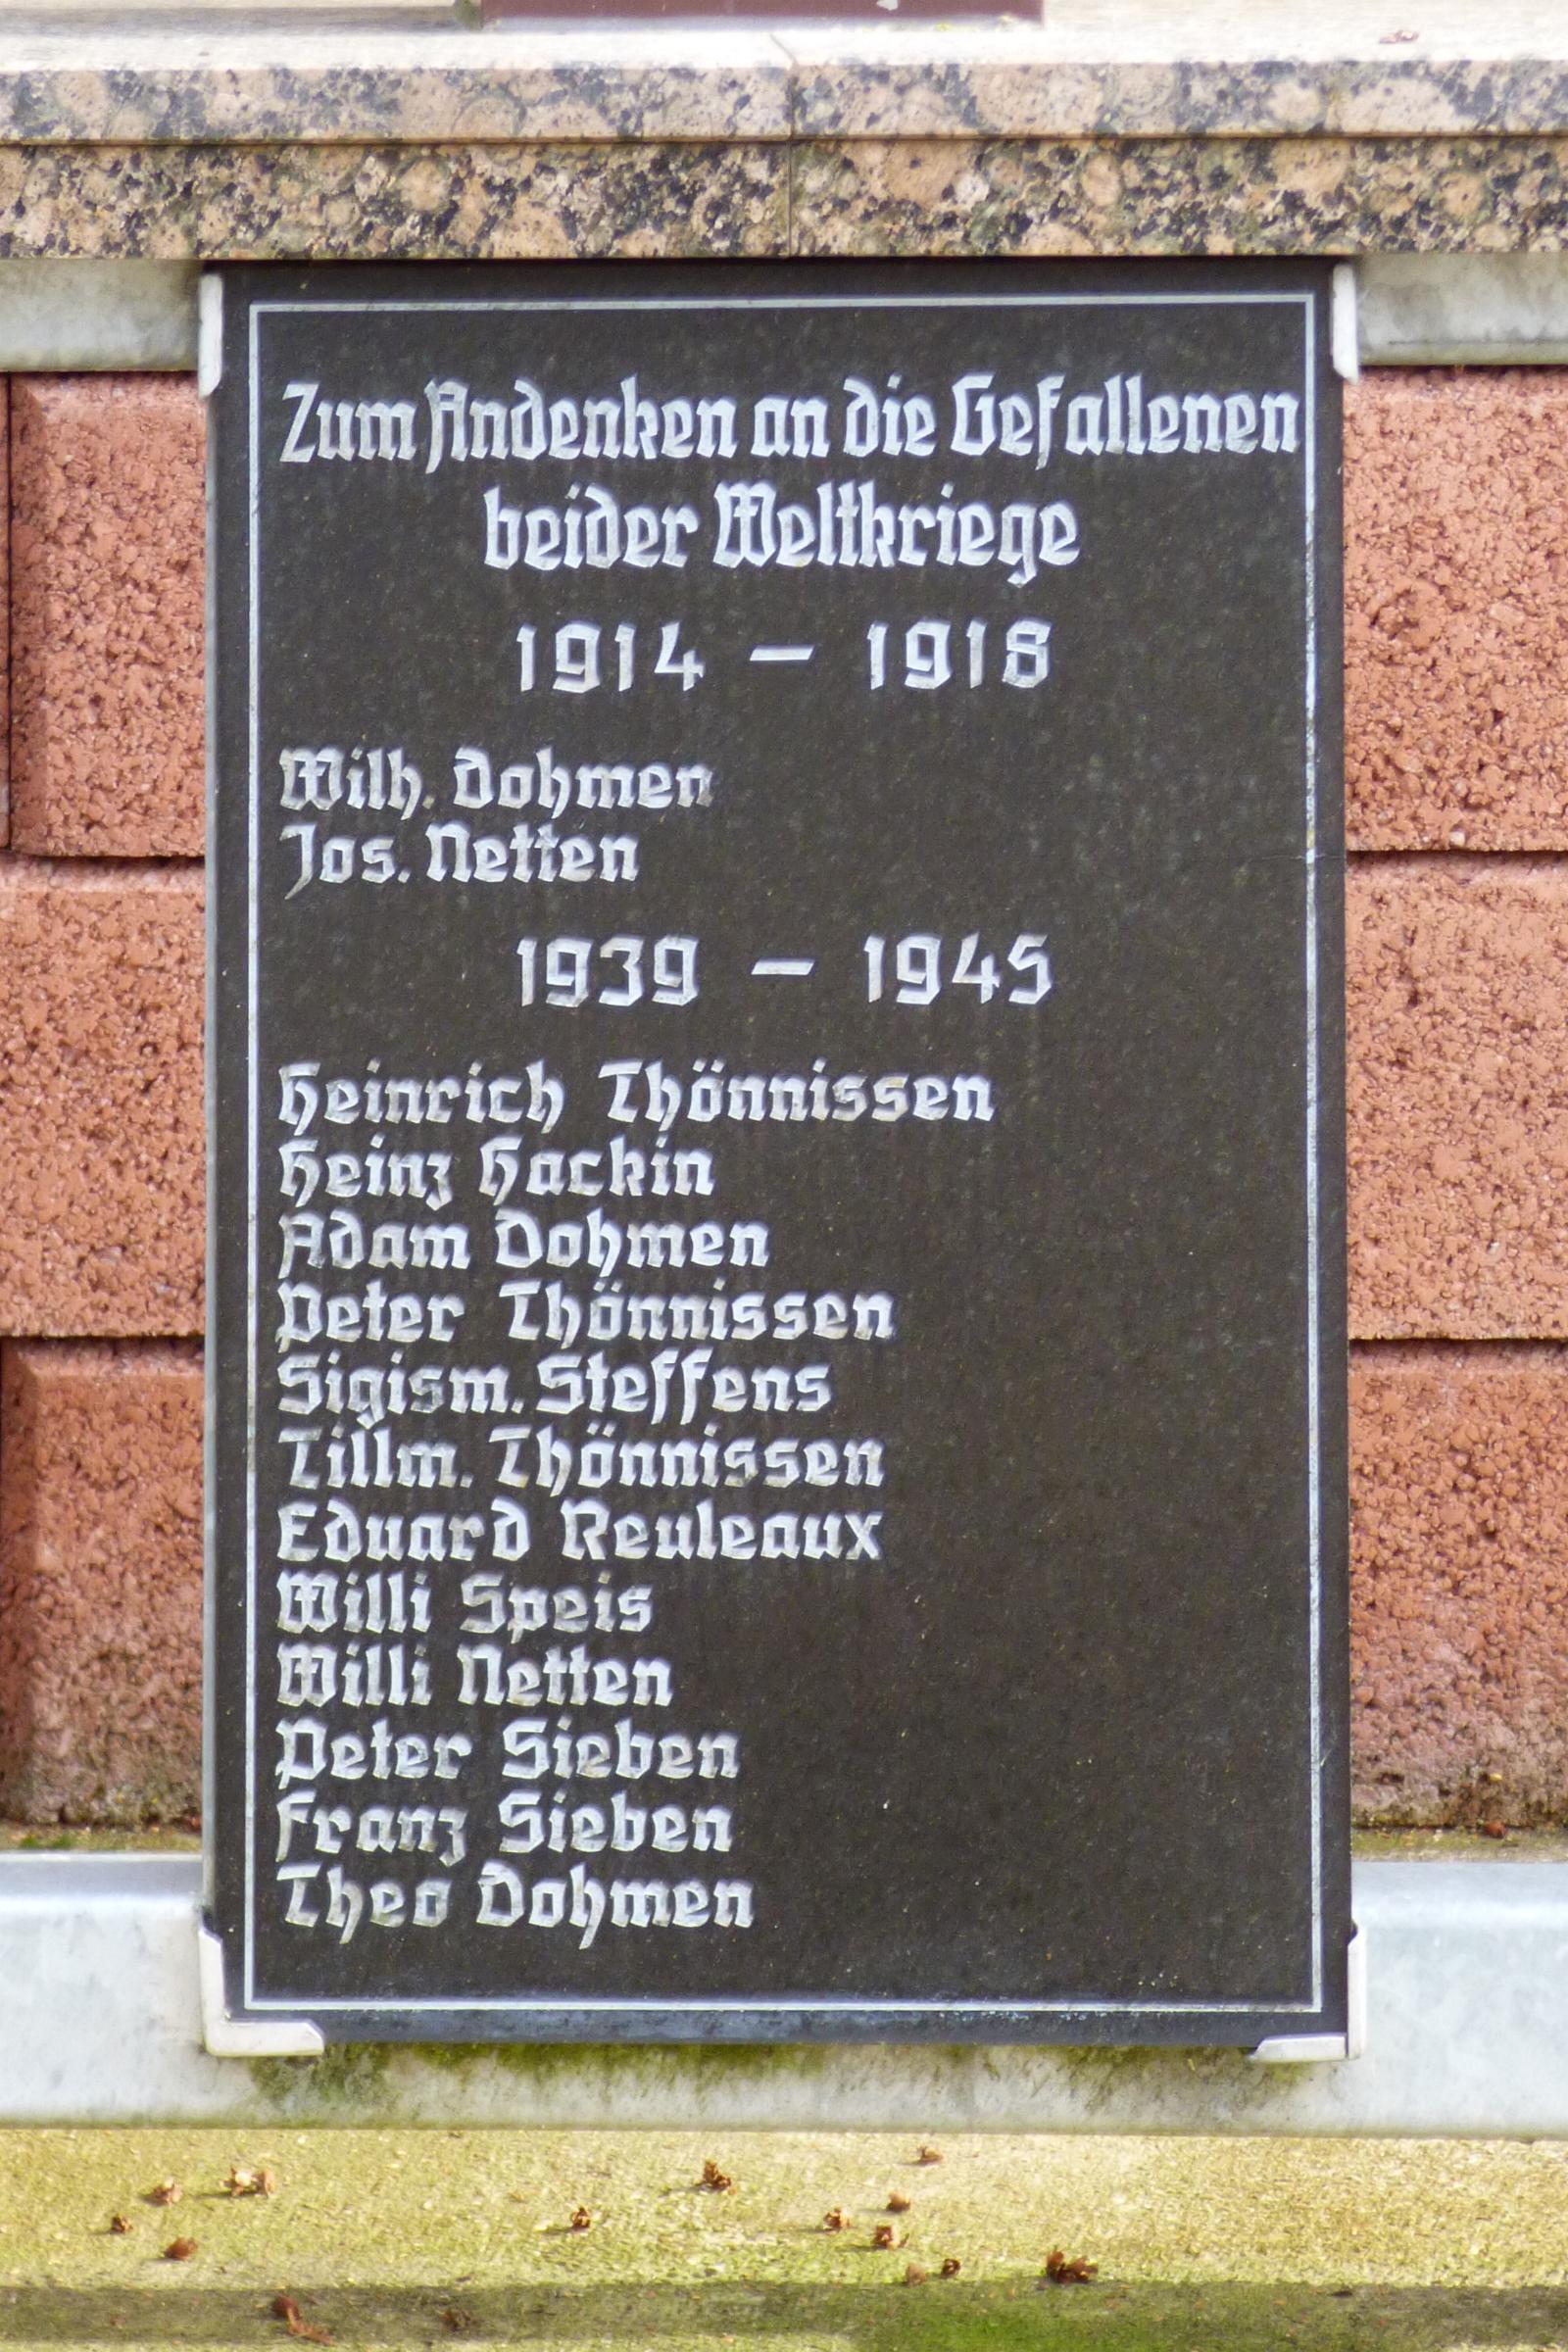 Zum Andenken an die Gefallenen
beider Weltkriege
1914 – 1918
Wilh. Dohmen
Jos. Netten
1939 – 1945
Heinrich Thönnissen
Heinz Hackin
Adam Dohmen
Peter Thönnissen
Sigism. Steffens
Tillm. Thönnissen
Eduard Reuleaux
Willi Speis
Willi Netten
Peter Sieben
Franz Sieben
Theo Dohmen